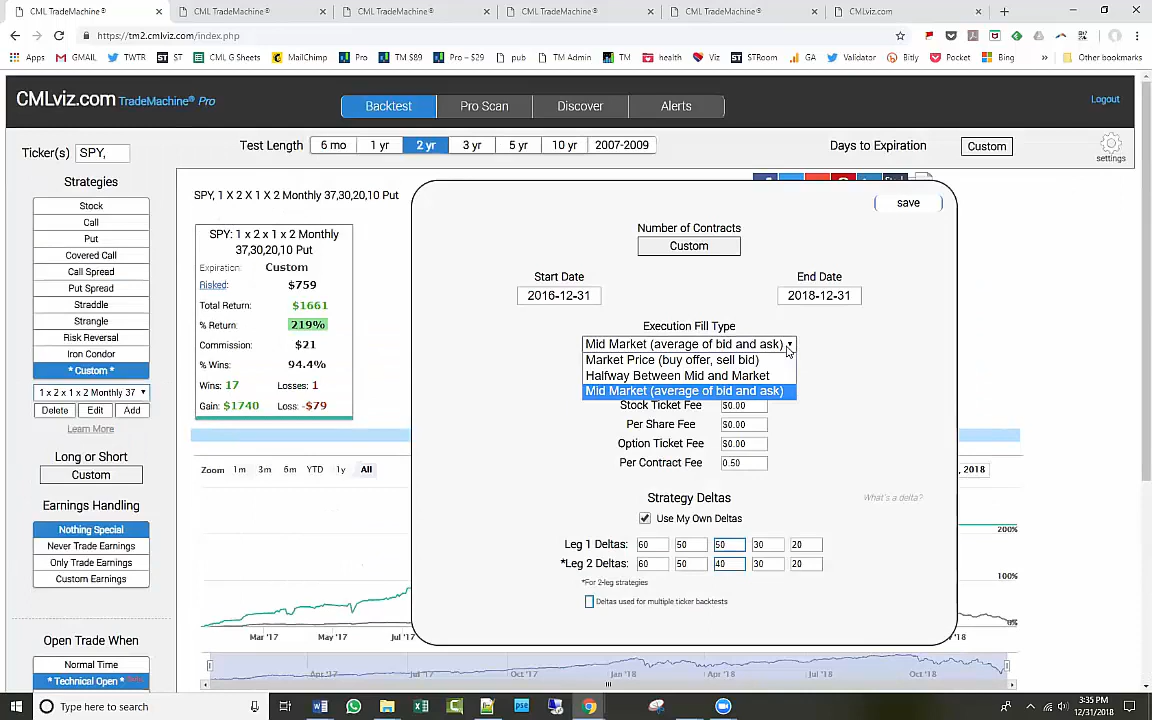 CML TradeMachine®
CML TradeMachine®
CML TradeMachine®
CML TradeMachine®
CML TradeMachine®
CMLviz.com
https://tm2.cmlviz.com/index.php
Apps GMAIL TWTR ST CML G Sheets MailChimp Pro TM $89 Pro ~ $29 pub TM Admin TM health Viz STRoom GA Validator Bitly Pocket Bing » Other bookmarks
CMLviz.com TradeMachine® Pro
Backtest Pro Scan Discover Alerts
Logout
Ticker(s) SPY,
Test Length 6 mo 1 yr 2 yr 3 yr 5 yr 10 yr 2007-2009
Days to Expiration Custom
settings
Strategies
Stock
Call
Put
Covered Call
Call Spread
Put Spread
Straddle
Strangle
Risk Reversal
Iron Condor
* Custom *
1 x 2 x 1 x 2 Monthly 37
Delete Edit Add
Learn More
Long or Short
Custom
Earnings Handling
Nothing Special
Never Trade Earnings
Only Trade Earnings
Custom Earnings
Open Trade When
Normal Time
* Technical Open *
SPY, 1 X 2 X 1 X 2 Monthly 37,30,20,10 Put
SPY: 1 x 2 x 1 x 2 Monthly
37,30,20,10 Put
Expiration: Custom
Risked: $759
Total Return: $1661
% Return: 219%
Commission: $21
% Wins: 94.4%
Wins: 17 Losses: 1
Gain: $1740 Loss: -$79
Zoom 1m 3m 6m YTD 1y All
, 2018
200%
100%
0%
Mar '17 May '17 Jul '17
'18
Apr '17 Oct '17 Jan '18 Apr '18 Jul '18 Oct '18
save
Number of Contracts
Custom
Start Date End Date
2016-12-31 2018-12-31
Execution Fill Type
Mid Market (average of bid and ask)
Market Price (buy offer, sell bid)
Halfway Between Mid and Market
Mid Market (average of bid and ask)
Stock Ticket Fee $0.00
Per Share Fee $0.00
Option Ticket Fee $0.00
Per Contract Fee 0.50
Strategy Deltas
What's a delta?
Use My Own Deltas
Leg 1 Deltas: 60 50 50 30 20
*Leg 2 Deltas: 60 50 40 30 20
*For 2-leg strategies
Deltas used for multiple ticker backtests
Type here to search
3:35 PM
12/31/2018